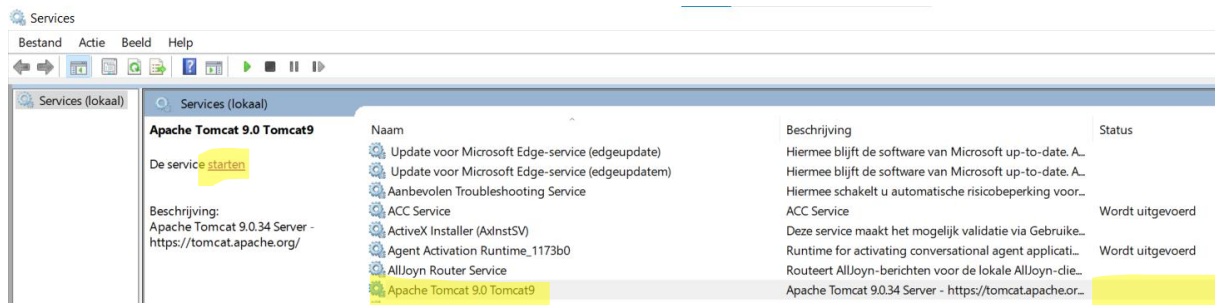 Services
Bestand Actie Beeld Help
Services (lokaal)
Services (lokaal)
Apache Tomcat 9.0 Tomcat9
De service starten
Beschrijving:
Apache Tomcat 9.0.34 Server -
https://tomcat.apache.org/
Naam Beschrijving Status
Update voor Microsoft Edge-service (edgeupdate) Hiermee blijft de software van Microsoft up-to-date. A...
Update voor Microsoft Edge-service (edgeupdatem) Hiermee blijft de software van Microsoft up-to-date. A...
Aanbevolen Troubleshooting Service Hiermee schakelt u automatische risicobeperking voor...
ACC Service ACC Service Wordt uitgevoerd
ActiveX Installer (AxInstSV) Deze service maakt het mogelijk validatie via Gebruike...
Agent Activation Runtime_1173b0 Runtime for activating conversational agent applicati... Wordt uitgevoerd
AllJoyn Router Service Routeert AllJoyn-berichten voor de lokale AllJoyn-clie...
Apache Tomcat 9.0 Tomcat9 Apache Tomcat 9.0.34 Server - https://tomcat.apache.or...